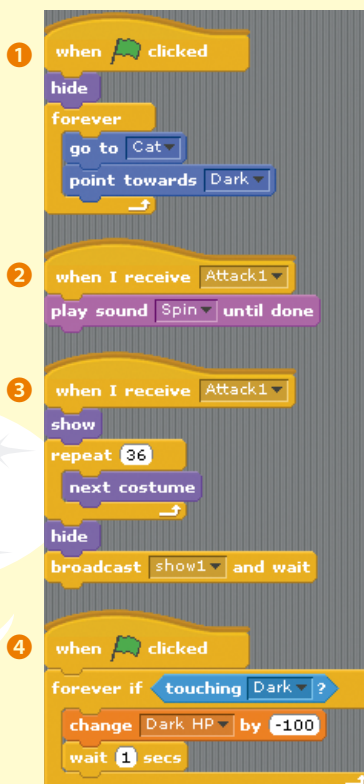 1
when clicked
hide
forever
go to Cat
point towards Dark
2
when I receive Attack1
play sound Spin until done
3
when I receive Attack1
show
repeat 36
next costume
hide
broadcast show1 and wait
4
when clicked
forever if touching Dark ?
change Dark HP by -100
wait 1 secs